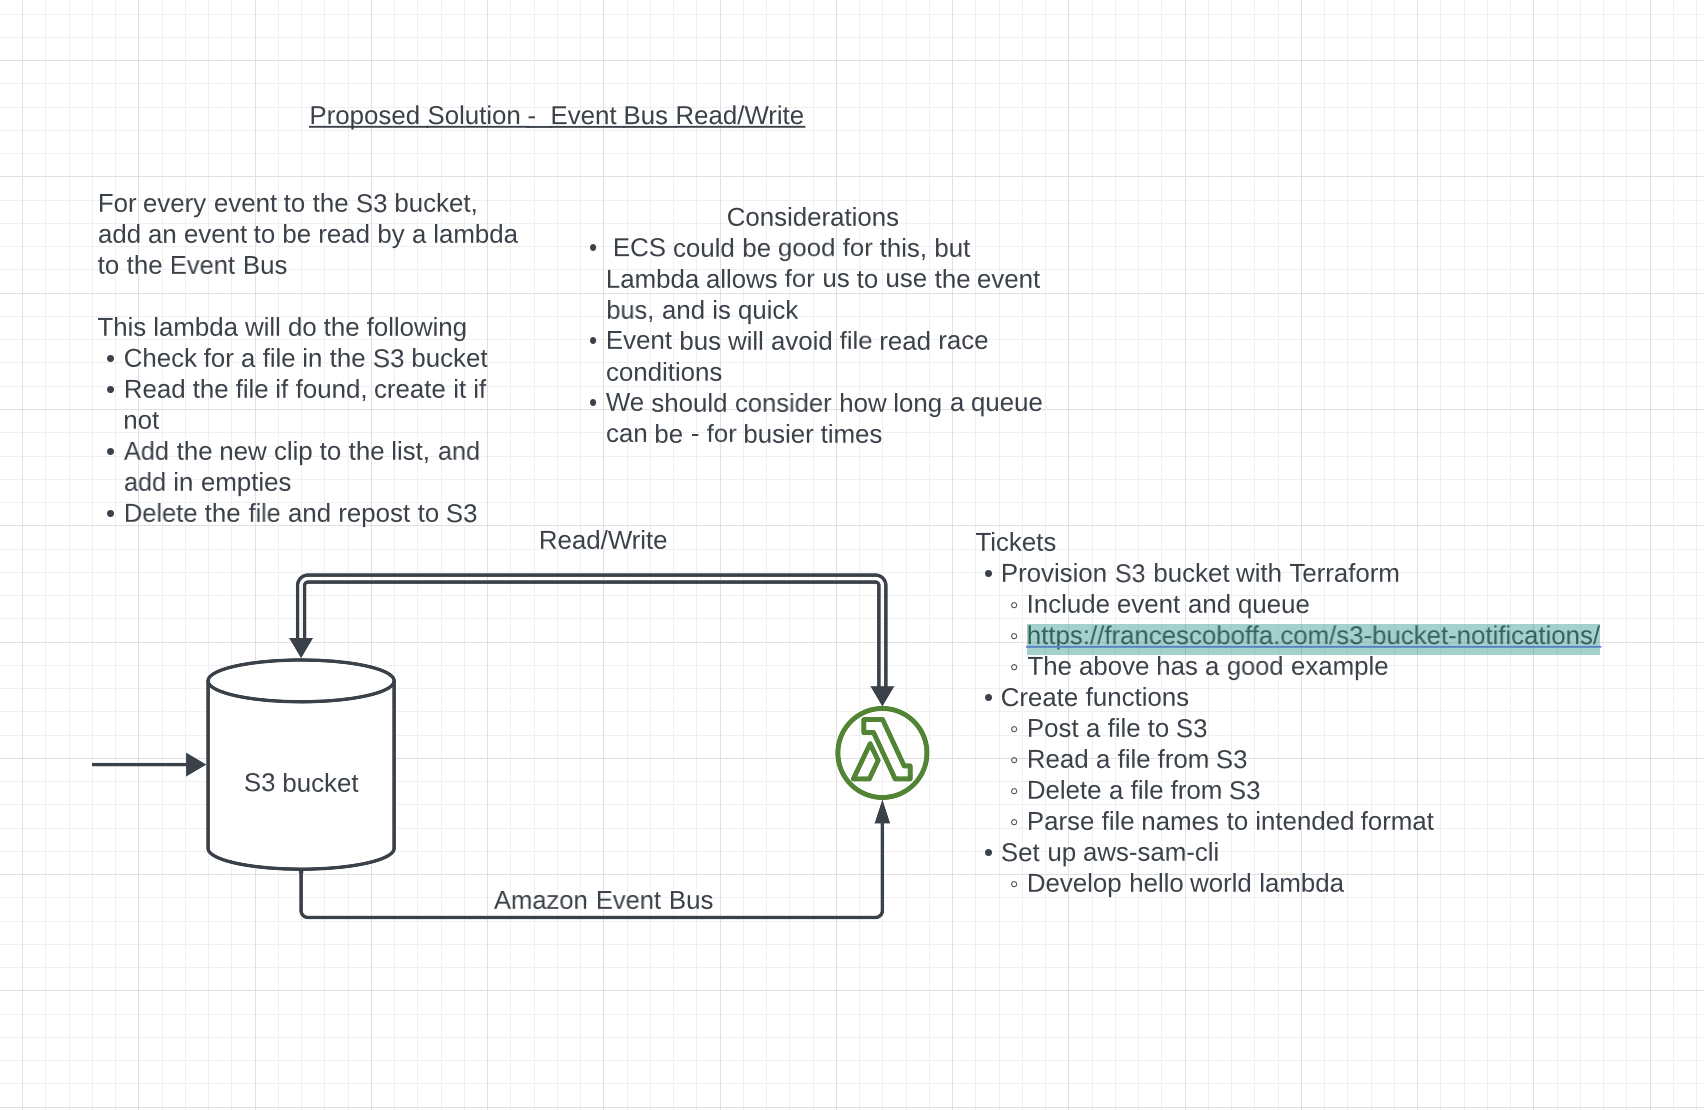 Proposed Solution -  Event Bus Read/Write
For every event to the S3 bucket,
add an event to be read by a lambda
to the Event Bus
This lambda will do the following
• Check for a file in the S3 bucket
• Read the file if found, create it if
not
• Add the new clip to the list, and
add in empties
• Delete the file and repost to S3
Considerations
• ECS could be good for this, but
Lambda allows for us to use the event
bus, and is quick
• Event bus will avoid file read race
conditions
• We should consider how long a queue
can be - for busier times
Read/Write
S3 bucket
Amazon Event Bus
Tickets
• Provision S3 bucket with Terraform
◦ Include event and queue
◦ https://francescoboffa.com/s3-bucket-notifications/
◦ The above has a good example
• Create functions
◦ Post a file to S3
◦ Read a file from S3
◦ Delete a file from S3
◦ Parse file names to intended format
• Set up aws-sam-cli
◦ Develop hello world lambda